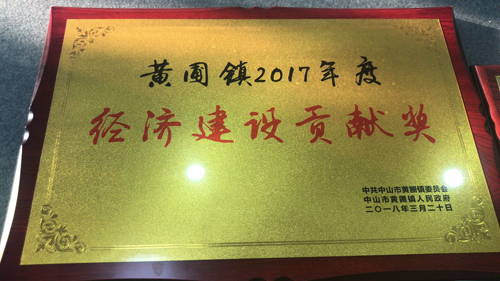 黄圃镇2017年度
经济建设贡献奖
中共中山市黄圃镇委员会
中山市黄圃镇人民政府
二〇一八年三月二十日